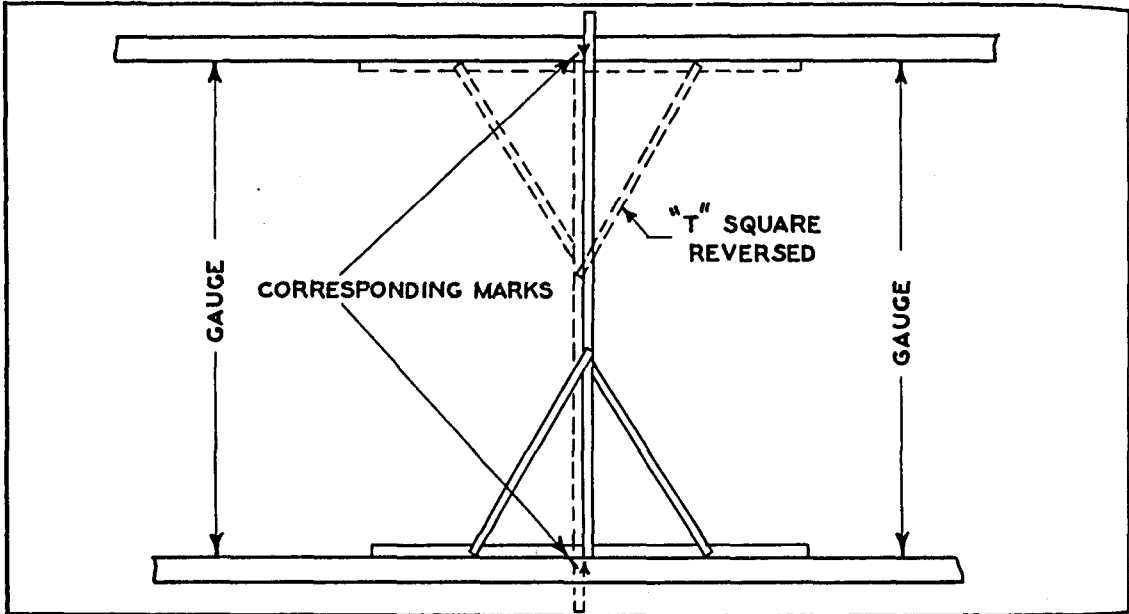 GAUGE
CORRESPONDING MARKS
"T" SQUARE
REVERSED
GAUGE